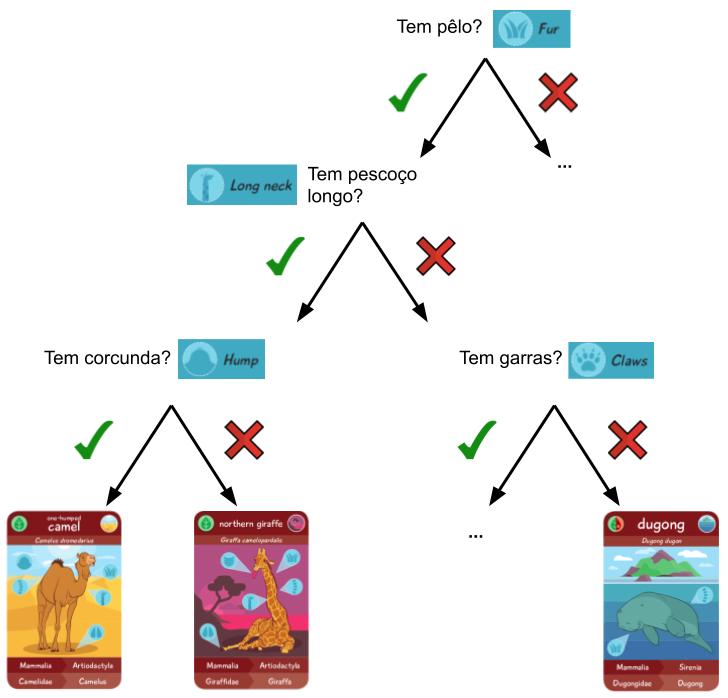 Tem pêlo?
Fur
...
Long neck
Tem pescoço
longo?
Tem corcunda?
Hump
Tem garras?
Claws
...
one-humped
camel
Camelus dromedarius
Mammalia
Artiodactyla
Camelidae
Camelus
northern giraffe
Giraffa camelopardalis
Mammalia
Artiodactyla
Giraffidae
Giraffa
dugong
Dugong dugon
Mammalia
Sirenia
Dugongidae
Dugong